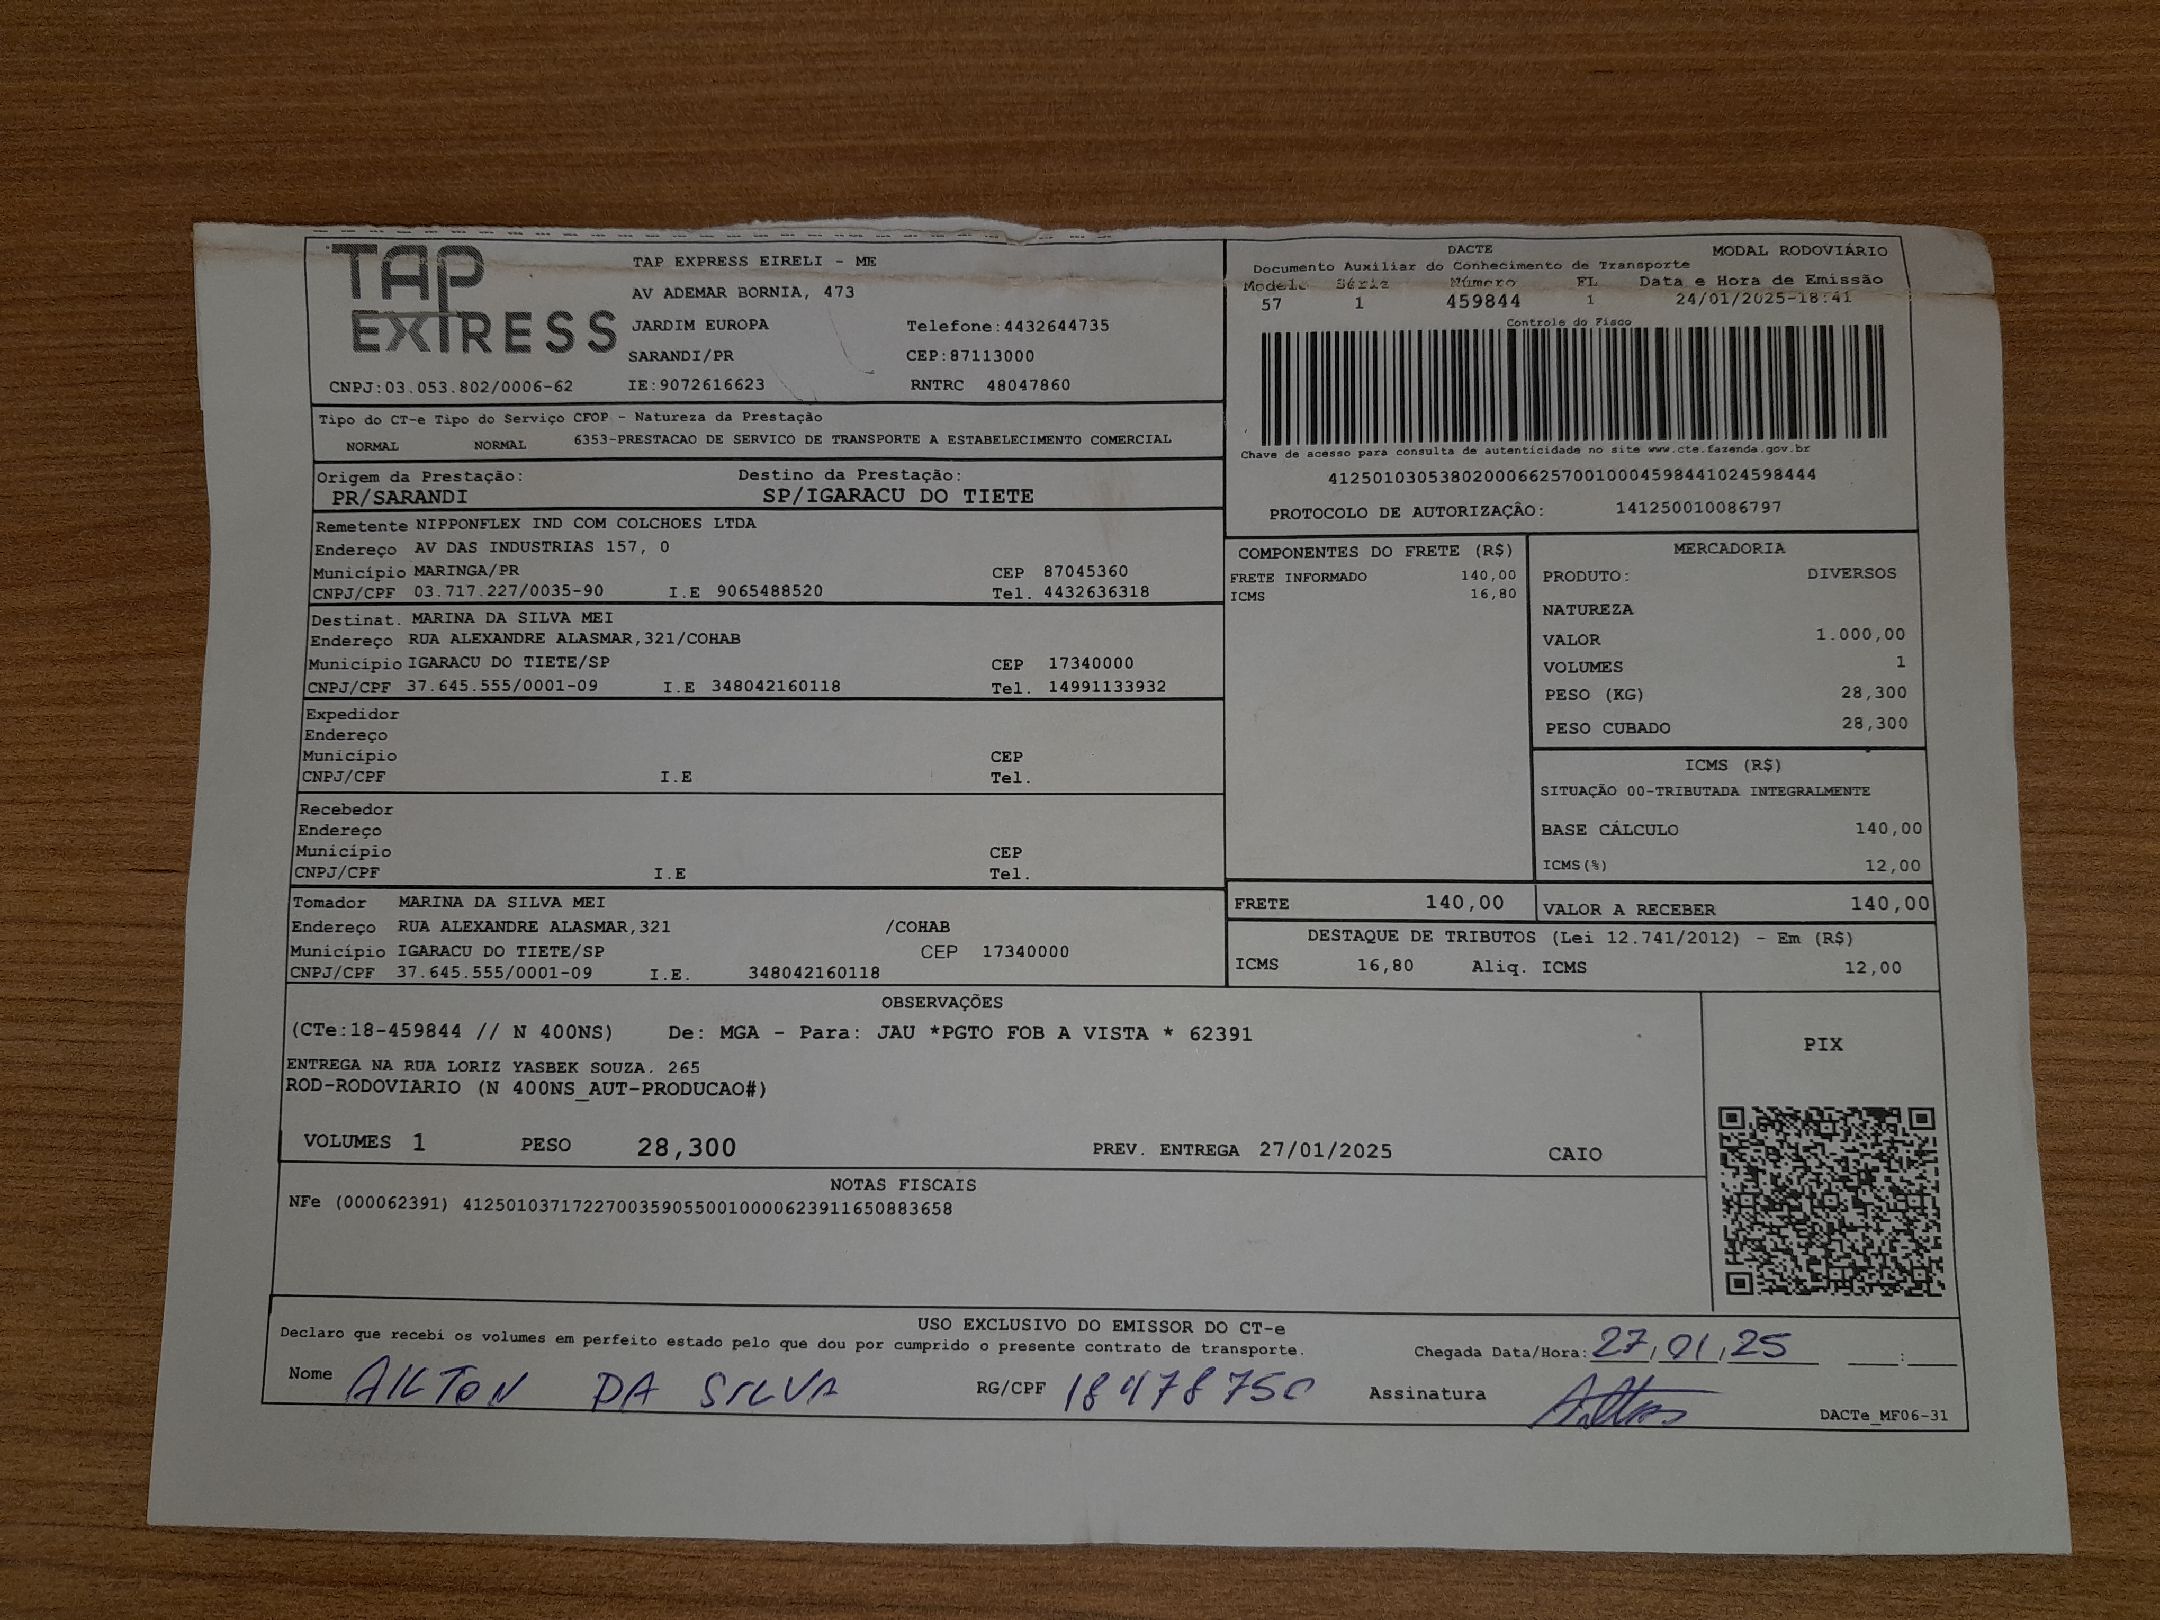 TAP
EXPRESS
TAP EXPRESS EIRELI - ME
AV ADEMAR BORNIA, 473
JARDIM EUROPA Telefone:4432644735
SARANDI/PR CEP:87113000
CNPJ:03.053.802/0006-62 IE:9072616623 RNTRC 48047860
DACTE MODAL RODOVIÁRIO
Documento Auxiliar do Conhecimento de Transporte
Modelo Série Número FL Data e Hora de Emissão
57 1 459844 1 24/01/2025-18:41
Controle do Fisco
Chave de acesso para consulta de autenticidade no site www.cte.fazenda.gov.br
41250103053802000662570010004598441024598444
PROTOCOLO DE AUTORIZAÇÃO: 141250010086797
Tipo do CT-e Tipo do Serviço CFOP - Natureza da Prestação
NORMAL NORMAL 6353-PRESTACAO DE SERVICO DE TRANSPORTE A ESTABELECIMENTO COMERCIAL
Origem da Prestação: Destino da Prestação:
PR/SARANDI SP/IGARACU DO TIETE
Remetente NIPPONFLEX IND COM COLCHOES LTDA
Endereço AV DAS INDUSTRIAS 157, 0
Município MARINGA/PR CEP 87045360
CNPJ/CPF 03.717.227/0035-90 I.E 9065488520 Tel. 4432636318
Destinat. MARINA DA SILVA MEI
Endereço RUA ALEXANDRE ALASMAR,321/COHAB
Município IGARACU DO TIETE/SP CEP 17340000
CNPJ/CPF 37.645.555/0001-09 I.E 348042160118 Tel. 14991133932
Expedidor
Endereço
Município CEP
CNPJ/CPF I.E Tel.
Recebedor
Endereço
Município CEP
CNPJ/CPF I.E Tel.
Tomador MARINA DA SILVA MEI
Endereço RUA ALEXANDRE ALASMAR,321 /COHAB
Município IGARACU DO TIETE/SP CEP 17340000
CNPJ/CPF 37.645.555/0001-09 I.E. 348042160118
COMPONENTES DO FRETE (R$)
FRETE INFORMADO 140,00
ICMS 16,80
MERCADORIA
PRODUTO: DIVERSOS
NATUREZA
VALOR 1.000,00
VOLUMES 1
PESO (KG) 28,300
PESO CUBADO 28,300
ICMS (R$)
SITUAÇÃO 00-TRIBUTADA INTEGRALMENTE
BASE CÁLCULO 140,00
ICMS(%) 12,00
FRETE 140,00 VALOR A RECEBER 140,00
DESTAQUE DE TRIBUTOS (Lei 12.741/2012) - Em (R$)
ICMS 16,80 Aliq. ICMS 12,00
OBSERVAÇÕES
(CTe:18-459844 // N 400NS) De: MGA - Para: JAU *PGTO FOB A VISTA * 62391
ENTREGA NA RUA LORIZ YASBEK SOUZA. 265
ROD-RODOVIARIO (N 400NS_AUT-PRODUCAO#)
VOLUMES 1 PESO 28,300 PREV. ENTREGA 27/01/2025 CAIO
PIX
NOTAS FISCAIS
NFe (000062391) 41250103717227003590550010000623911650883658
USO EXCLUSIVO DO EMISSOR DO CT-e
Declaro que recebi os volumes em perfeito estado pelo que dou por cumprido o presente contrato de transporte.
Chegada Data/Hora: 27/01/25 :
Nome AILTON DA SILVA RG/CPF Assinatura
DACTe_MF06-31